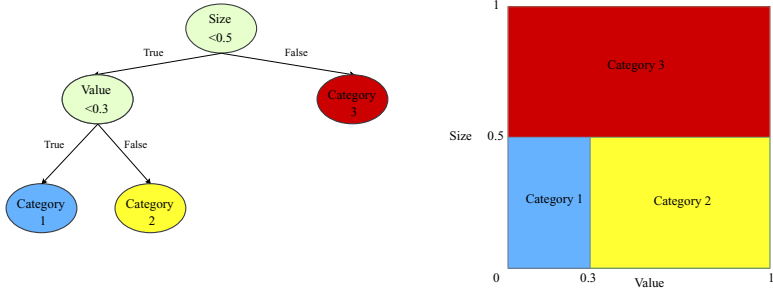 Size
<0.5
True
False
Value
<0.3
Category
3
True
False
Category
1
Category
2
1
Category 3
Size
0.5
Category 1
Category 2
0
0.3
Value
1